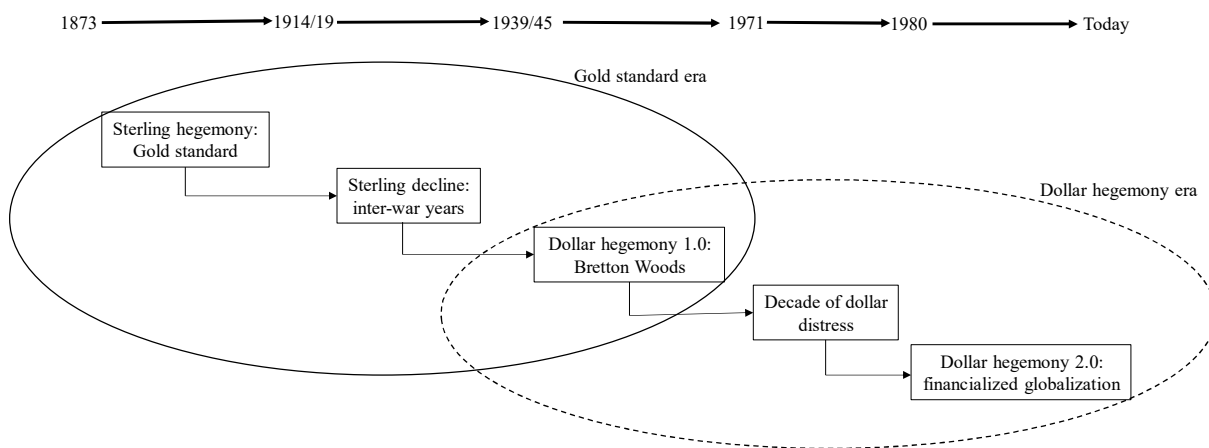 1873 1914/19 1939/45 1971 1980 Today
Gold standard era
Sterling hegemony:
Gold standard
Sterling decline:
inter-war years
Dollar hegemony era
Dollar hegemony 1.0:
Bretton Woods
Decade of dollar
distress
Dollar hegemony 2.0:
financialized globalization